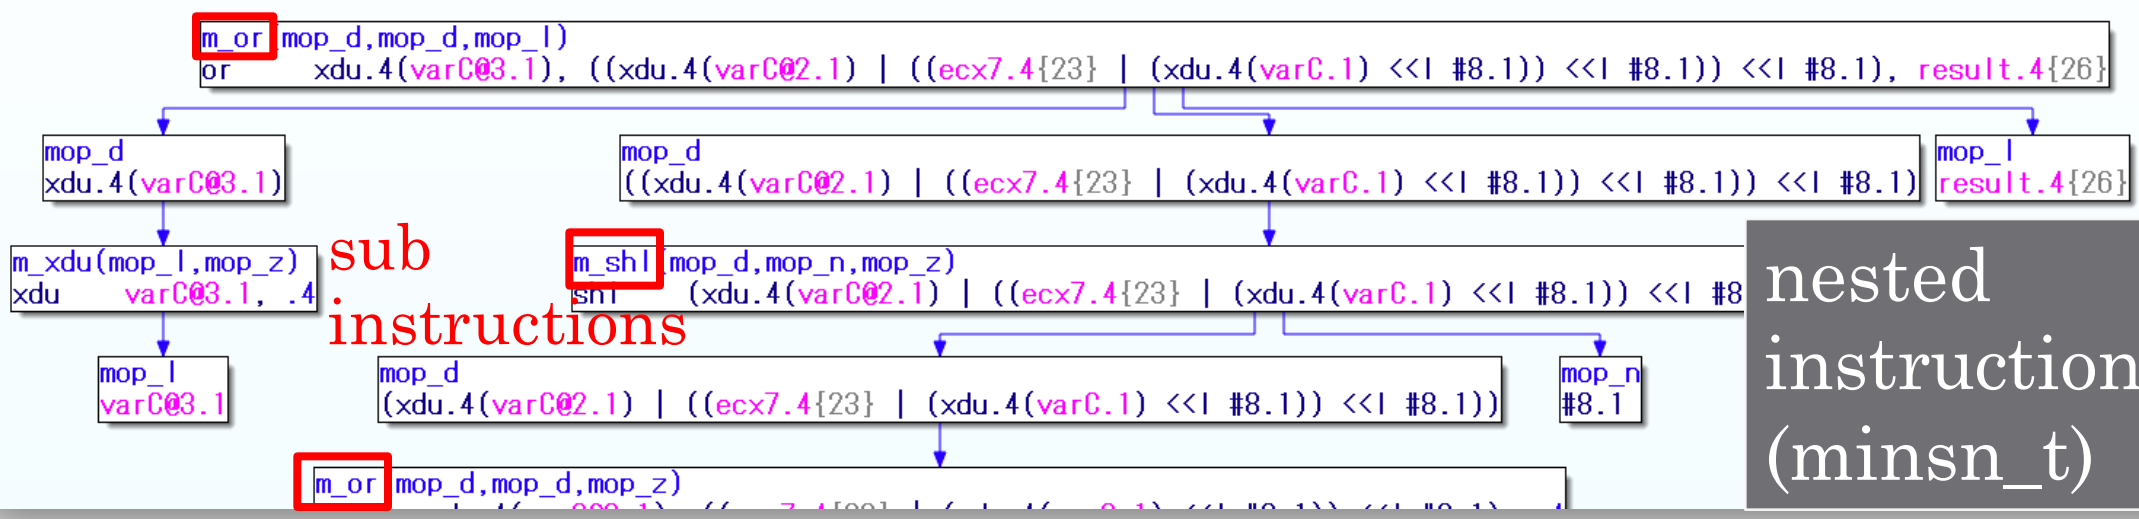 m_or(mop_d,mop_d,mop_l)
or xdu.4(varC@3.1), ((xdu.4(varC@2.1) | ((ecx7.4{23} | (xdu.4(varC.1) <<l #8.1)) <<l #8.1)) <<l #8.1), result.4{26}
mop_d
xdu.4(varC@3.1)
mop_d
((xdu.4(varC@2.1) | ((ecx7.4{23} | (xdu.4(varC.1) <<l #8.1)) <<l #8.1)) <<l #8.1)
mop_l
result.4{26}
m_xdu(mop_l,mop_z)
xdu varC@3.1, .4
sub
instructions
m_shl(mop_d,mop_n,mop_z)
shl (xdu.4(varC@2.1) | ((ecx7.4{23} | (xdu.4(varC.1) <<l #8.1)) <<l #8
nested
instruction
(minsn_t)
mop_l
varC@3.1
mop_d
(xdu.4(varC@2.1) | ((ecx7.4{23} | (xdu.4(varC.1) <<l #8.1)) <<l #8.1))
mop_n
#8.1
m_or(mop_d,mop_d,mop_z)